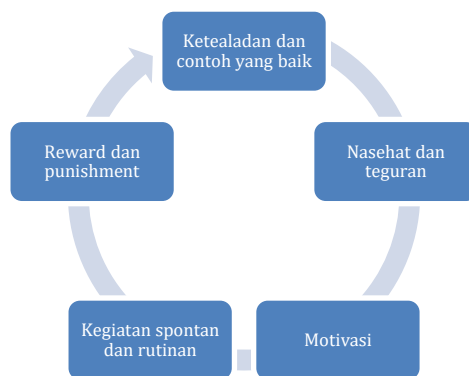 Ketealadan dan
contoh yang baik
Nasehat dan
teguran
Motivasi
Kegiatan spontan
dan rutinan
Reward dan
punishment